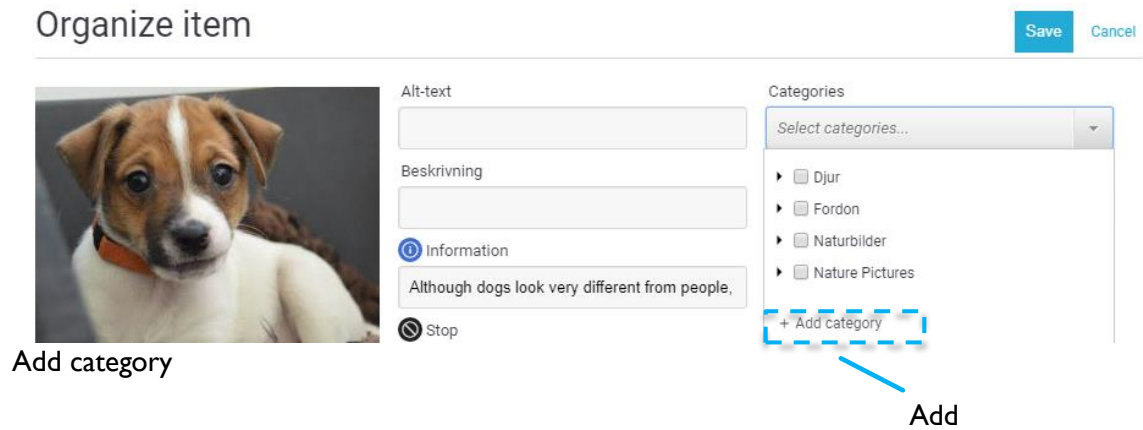 Organize item
Save
Cancel
Alt-text
Beskrivning
Information
Although dogs look very different from people,
Stop
Categories
Select categories...
Djur
Fordon
Naturbilder
Nature Pictures
+ Add category
Add category
Add